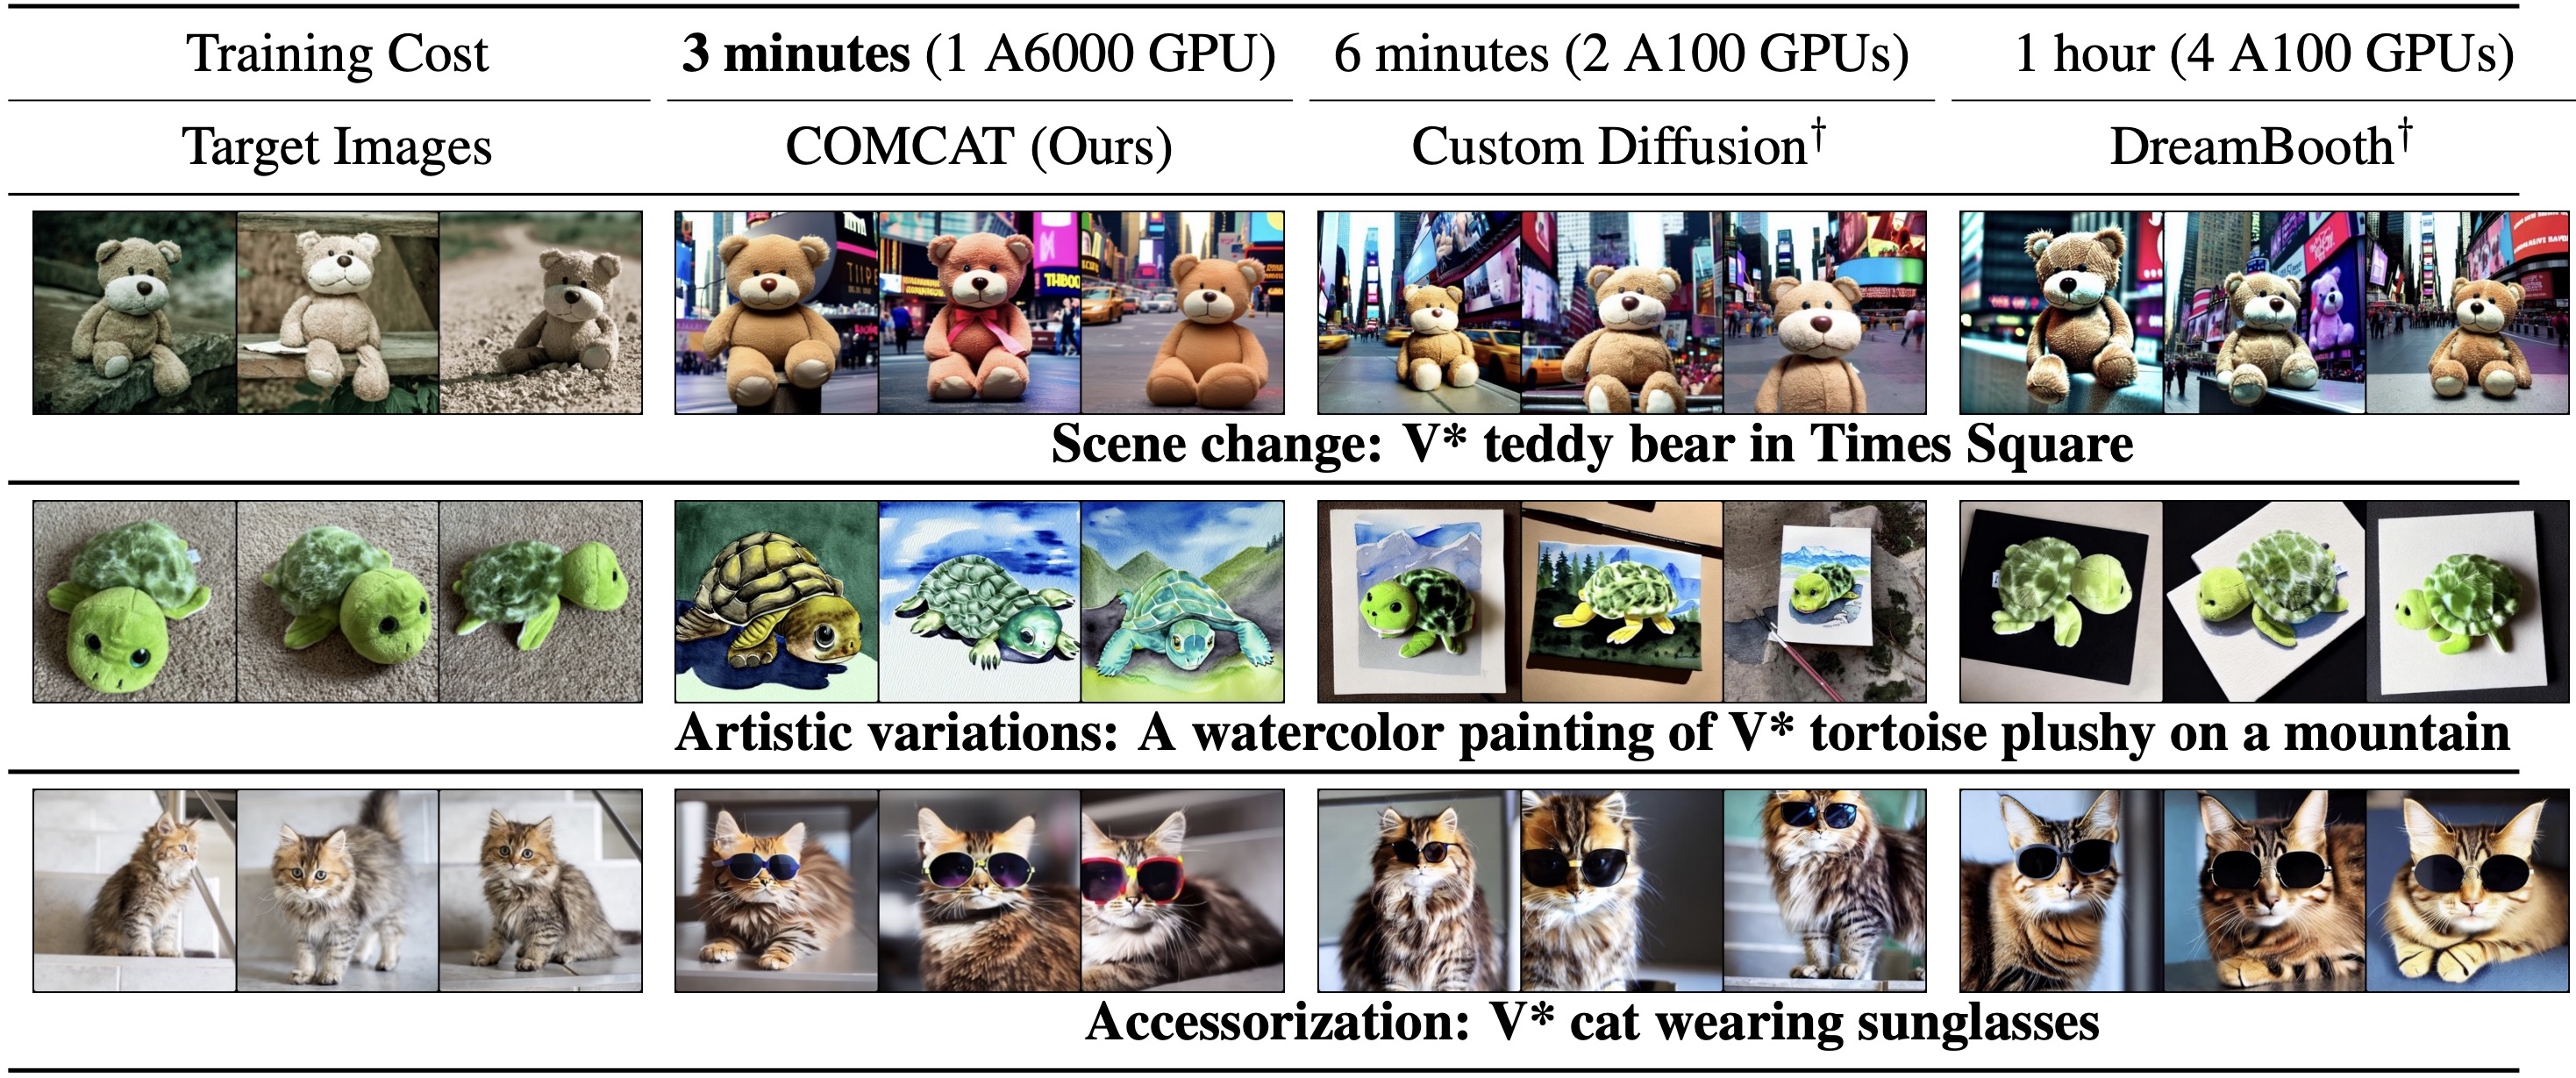 Training Cost
3 minutes (1 A6000 GPU)
6 minutes (2 A100 GPUs)
1 hour (4 A100 GPUs)
Target Images
COMCAT (Ours)
Custom Diffusion†
DreamBooth†
THBOO
Scene change: V* teddy bear in Times Square
Artistic variations: A watercolor painting of V* tortoise plushy on a mountain
Accessorization: V* cat wearing sunglasses